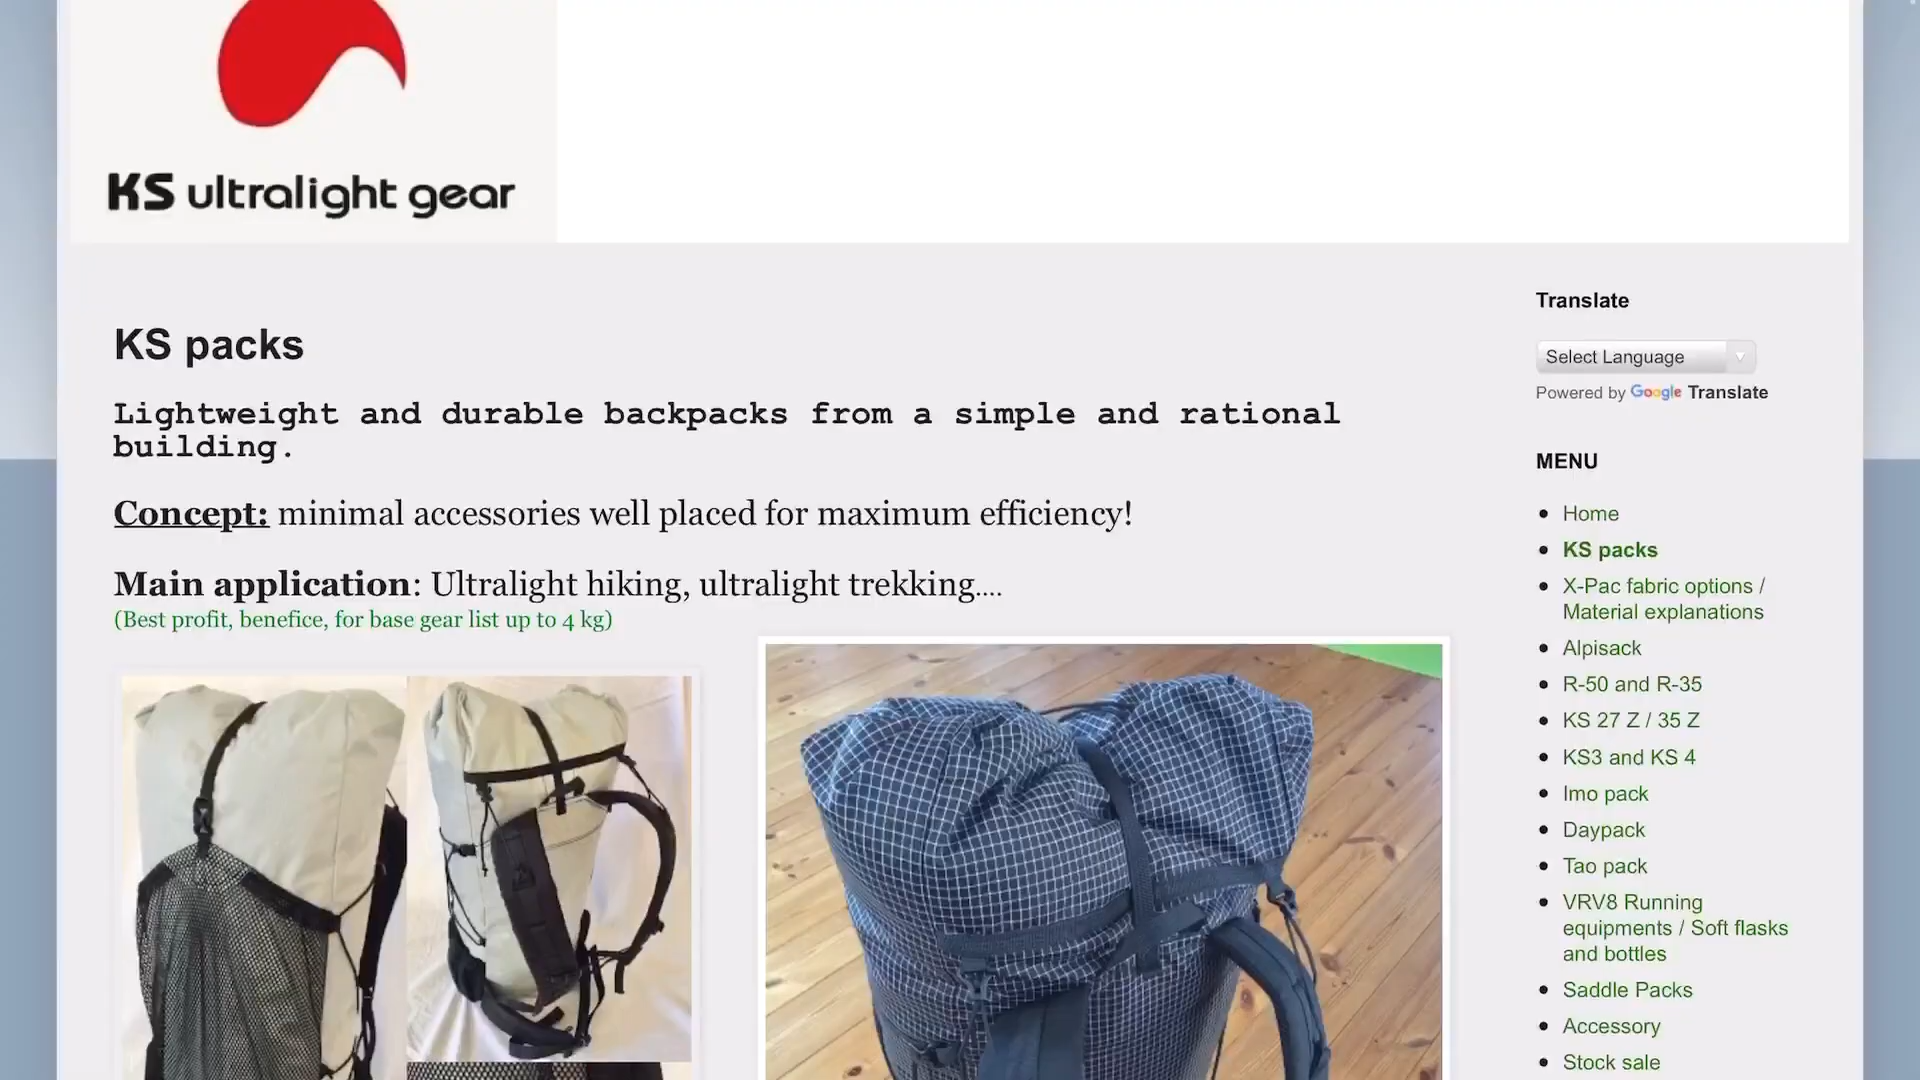 KS ultralight gear
KS packs
Lightweight and durable backpacks from a simple and rational
building.
Concept: minimal accessories well placed for maximum efficiency!
Main application: Ultralight hiking, ultralight trekking....
(Best profit, benefice, for base gear list up to 4 kg)
Translate
Select Language
Powered by Google Translate
MENU
Home
KS packs
X-Pac fabric options /
Material explanations
Alpisack
R-50 and R-35
KS 27 Z / 35 Z
KS3 and KS 4
Imo pack
Daypack
Tao pack
VRV8 Running
equipments / Soft flasks
and bottles
Saddle Packs
Accessory
Stock sale